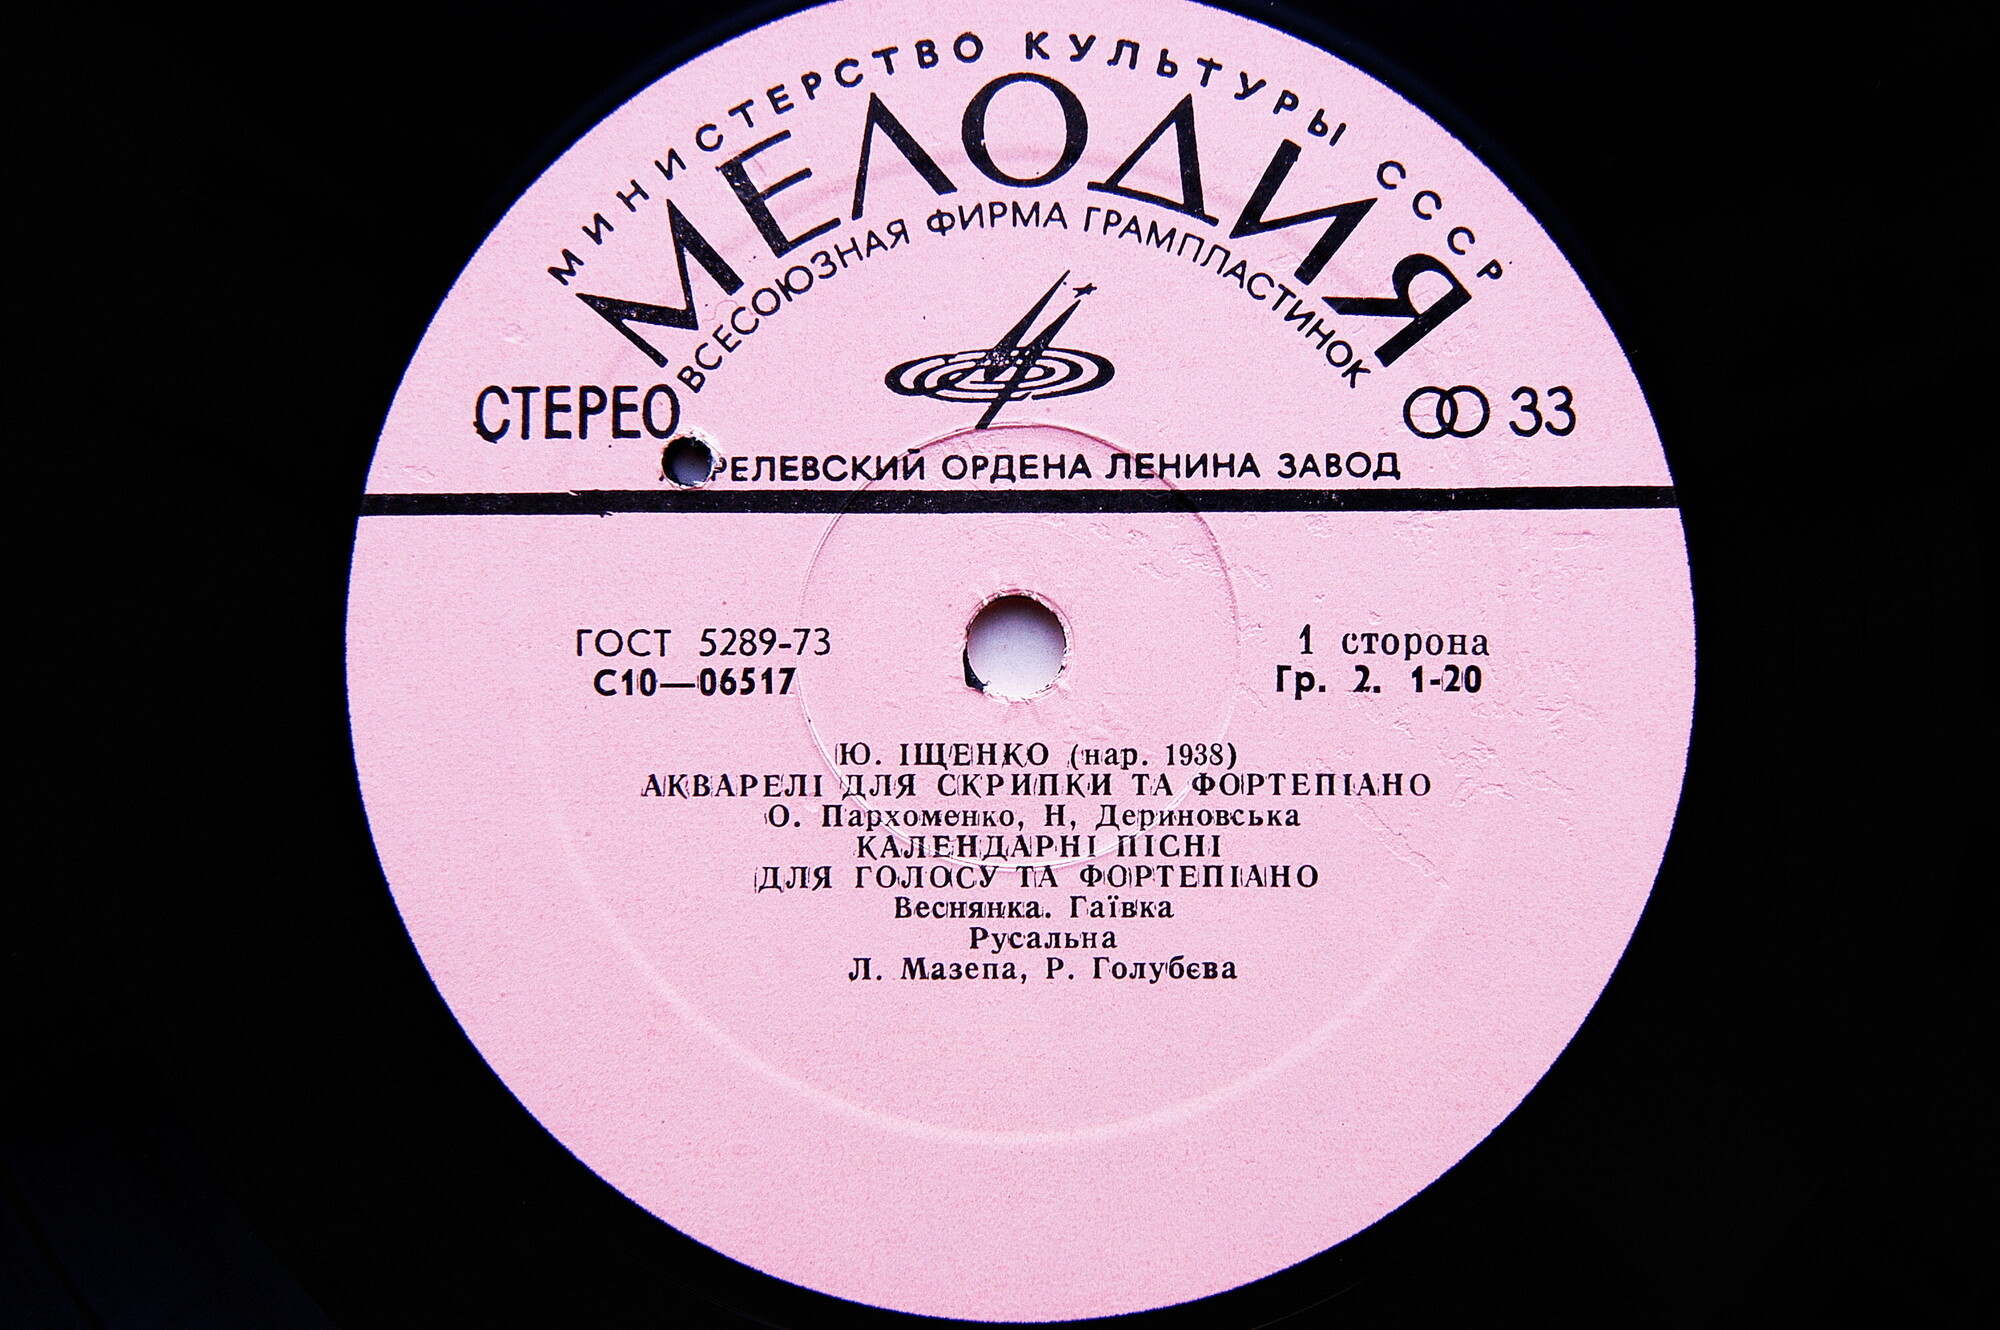 МИНИСТЕРСТВО КУЛЬТУРЫ СССР
МЕЛОДИЯ
ВСЕСОЮЗНАЯ ФИРМА ГРАМПЛАСТИНОК
СТЕРЕО
33
РЕЛЕВСКИЙ ОРДЕНА ЛЕНИНА ЗАВОД
ГОСТ 5289-73
1 сторона
С10—06517
Гр. 2. 1-20
Ю. ІЩЕНКО (нар. 1938)
АКВАРЕЛІ ДЛЯ СКРИПКИ ТА ФОРТЕПІАНО
О. Пархоменко, Н, Дериновська
КАЛЕНДАРНІ ПІСНІ
ДЛЯ ГОЛОСУ ТА ФОРТЕПІАНО
Веснянка. Гаївка
Русальна
Л. Мазепа, Р. Голубєва